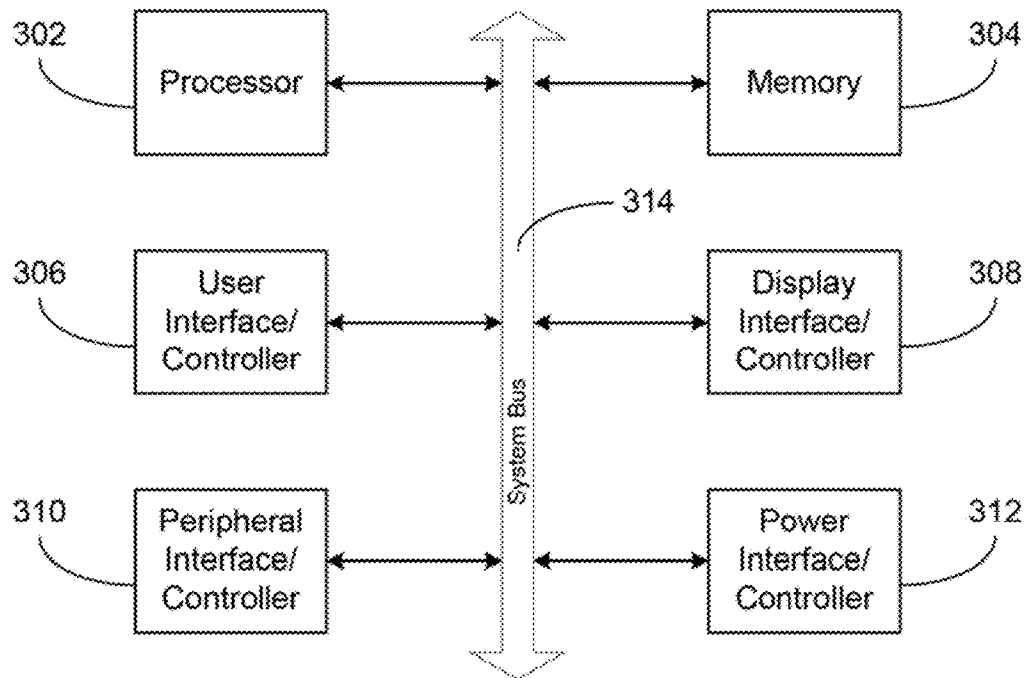 302
Processor
Memory
304
314
306
User
Interface/
Controller
Display
Interface/
Controller
308
System Bus
310
Peripheral
Interface/
Controller
Power
Interface/
Controller
312